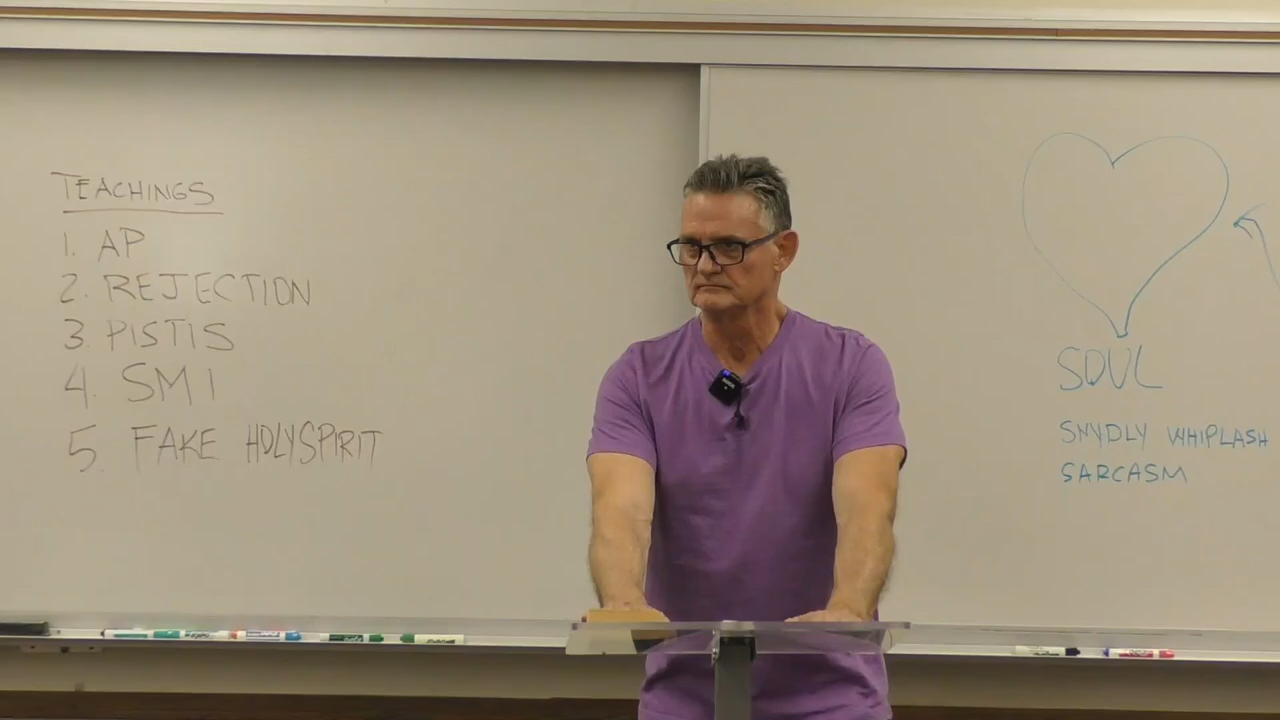 TEACHINGS
1. AP
2. REJECTION
3. PISTIS
4. SMI
5. FAKE HOLYSPIRIT
SOUL
SNYDLY WHIPLASH
SARCASM